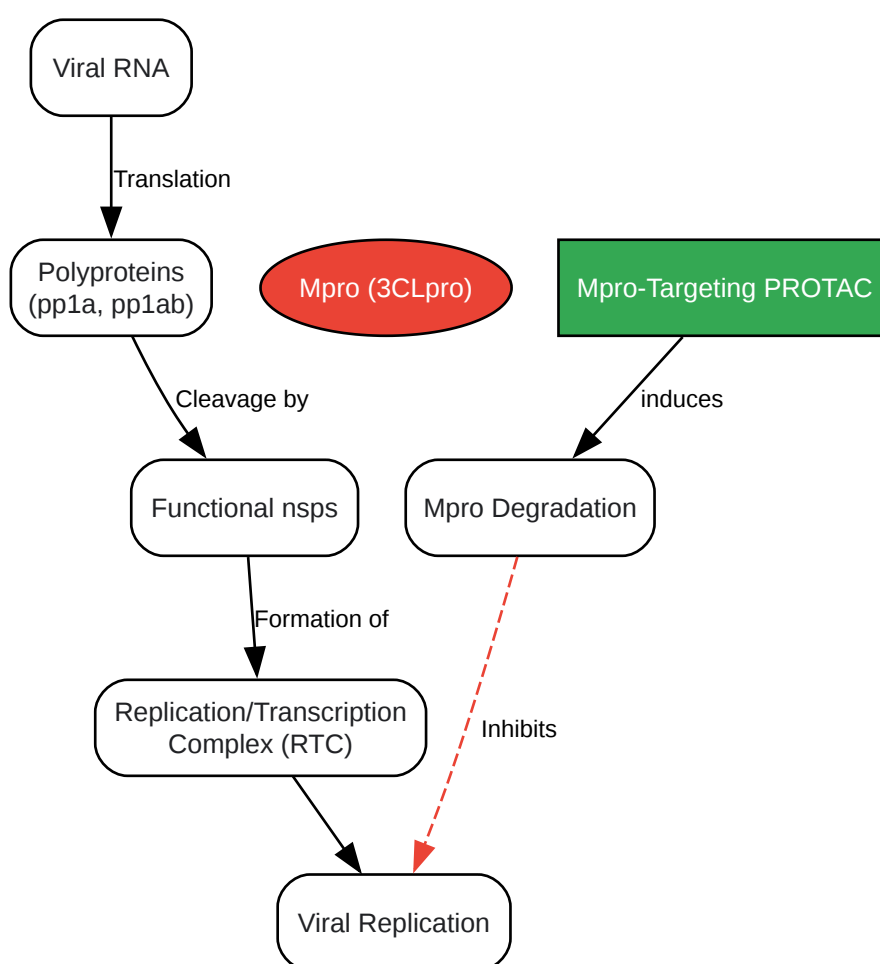 Viral RNA
Translation
Polyproteins
(pp1a, pp1ab)
Mpro (3CLpro)
Mpro-Targeting PROTAC
Cleavage by
induces
Functional nsps
Mpro Degradation
Formation of
Replication/Transcription
Complex (RTC)
Inhibits
Viral Replication